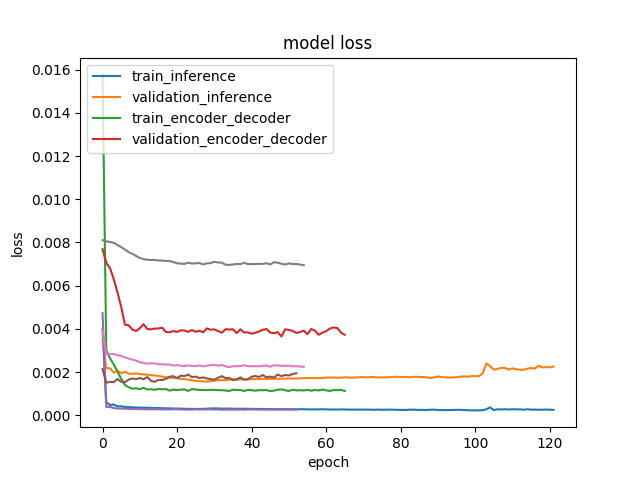 model loss
train_inference
validation_inference
train_encoder_decoder
validation_encoder_decoder
loss
0.016
0.014
0.012
0.010
0.008
0.006
0.004
0.002
0.000
0 20 40 60 80 100 120
epoch